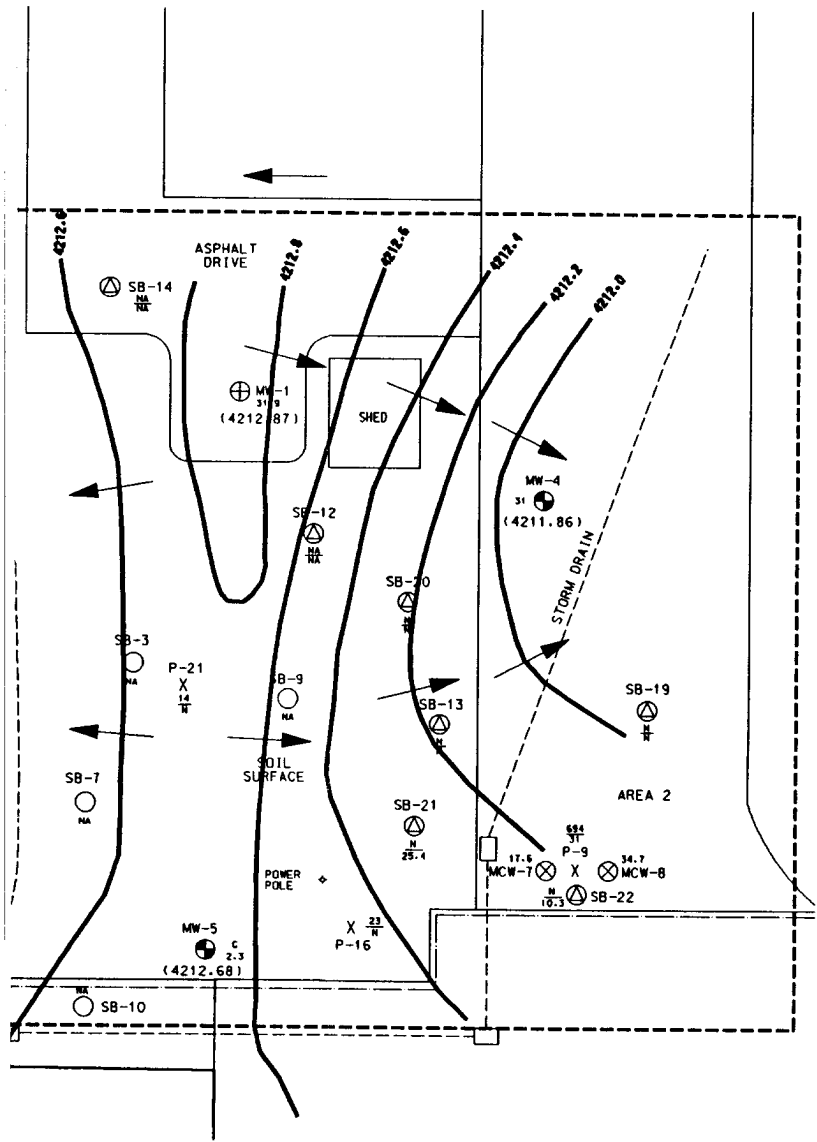 4212.6
ASPHALT
DRIVE
4212.8
4212.6
4212.4
4212.2
4212.0
SB-14
NA
NA
MW-1
31.9
(4212.87)
SHED
MW-4
31
(4211.86)
SB-12
NA
NA
STORM DRAIN
SB-20
SB-3
NA
P-21
X
14
N
SB-9
NA
SB-13
N
SB-19
N
N
SOIL
SURFACE
SB-7
NA
AREA 2
SB-21
N
25.4
694
31
P-9
X
17.6
MCW-7
34.7
MCW-8
N
10.3
SB-22
POWER
POLE
X
23
N
P-16
MW-5
C
2.3
(4212.68)
NA
SB-10